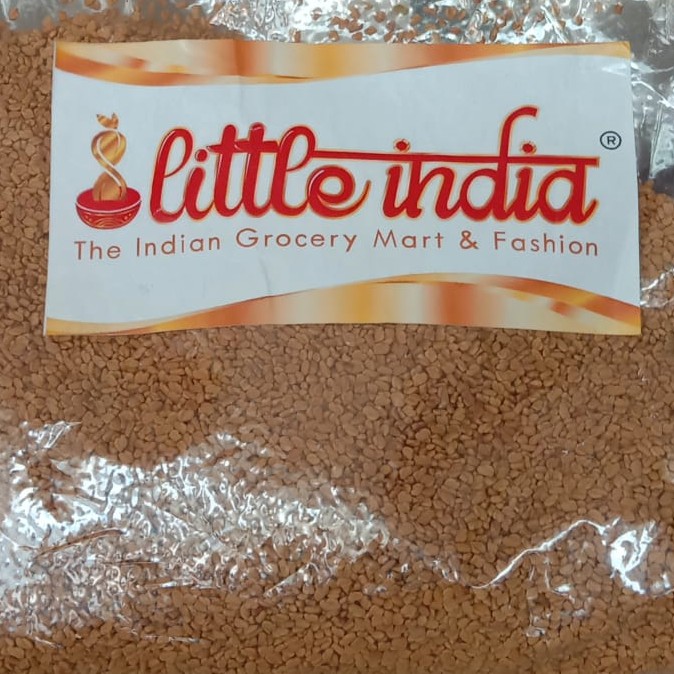 little india ®
The Indian Grocery Mart & Fashion